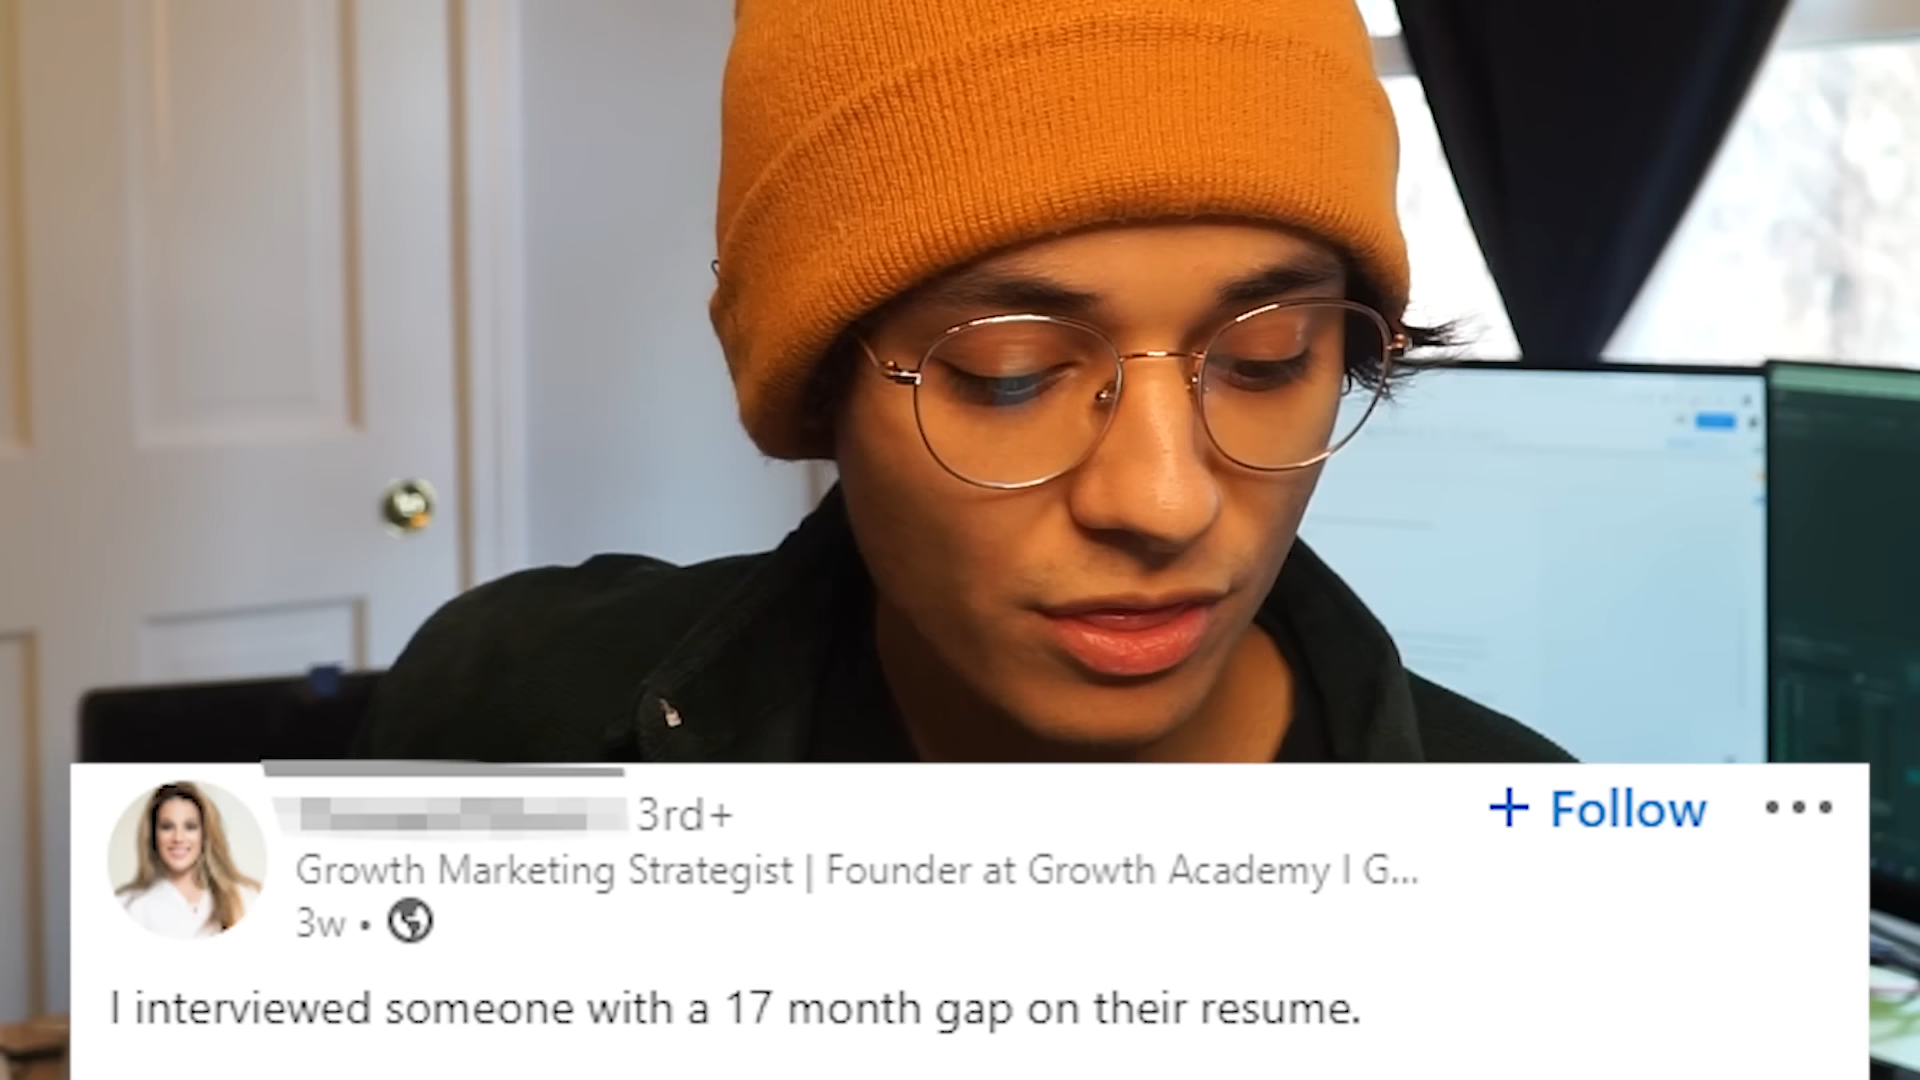 3rd+
+ Follow
Growth Marketing Strategist | Founder at Growth Academy I G...
3w •
I interviewed someone with a 17 month gap on their resume.